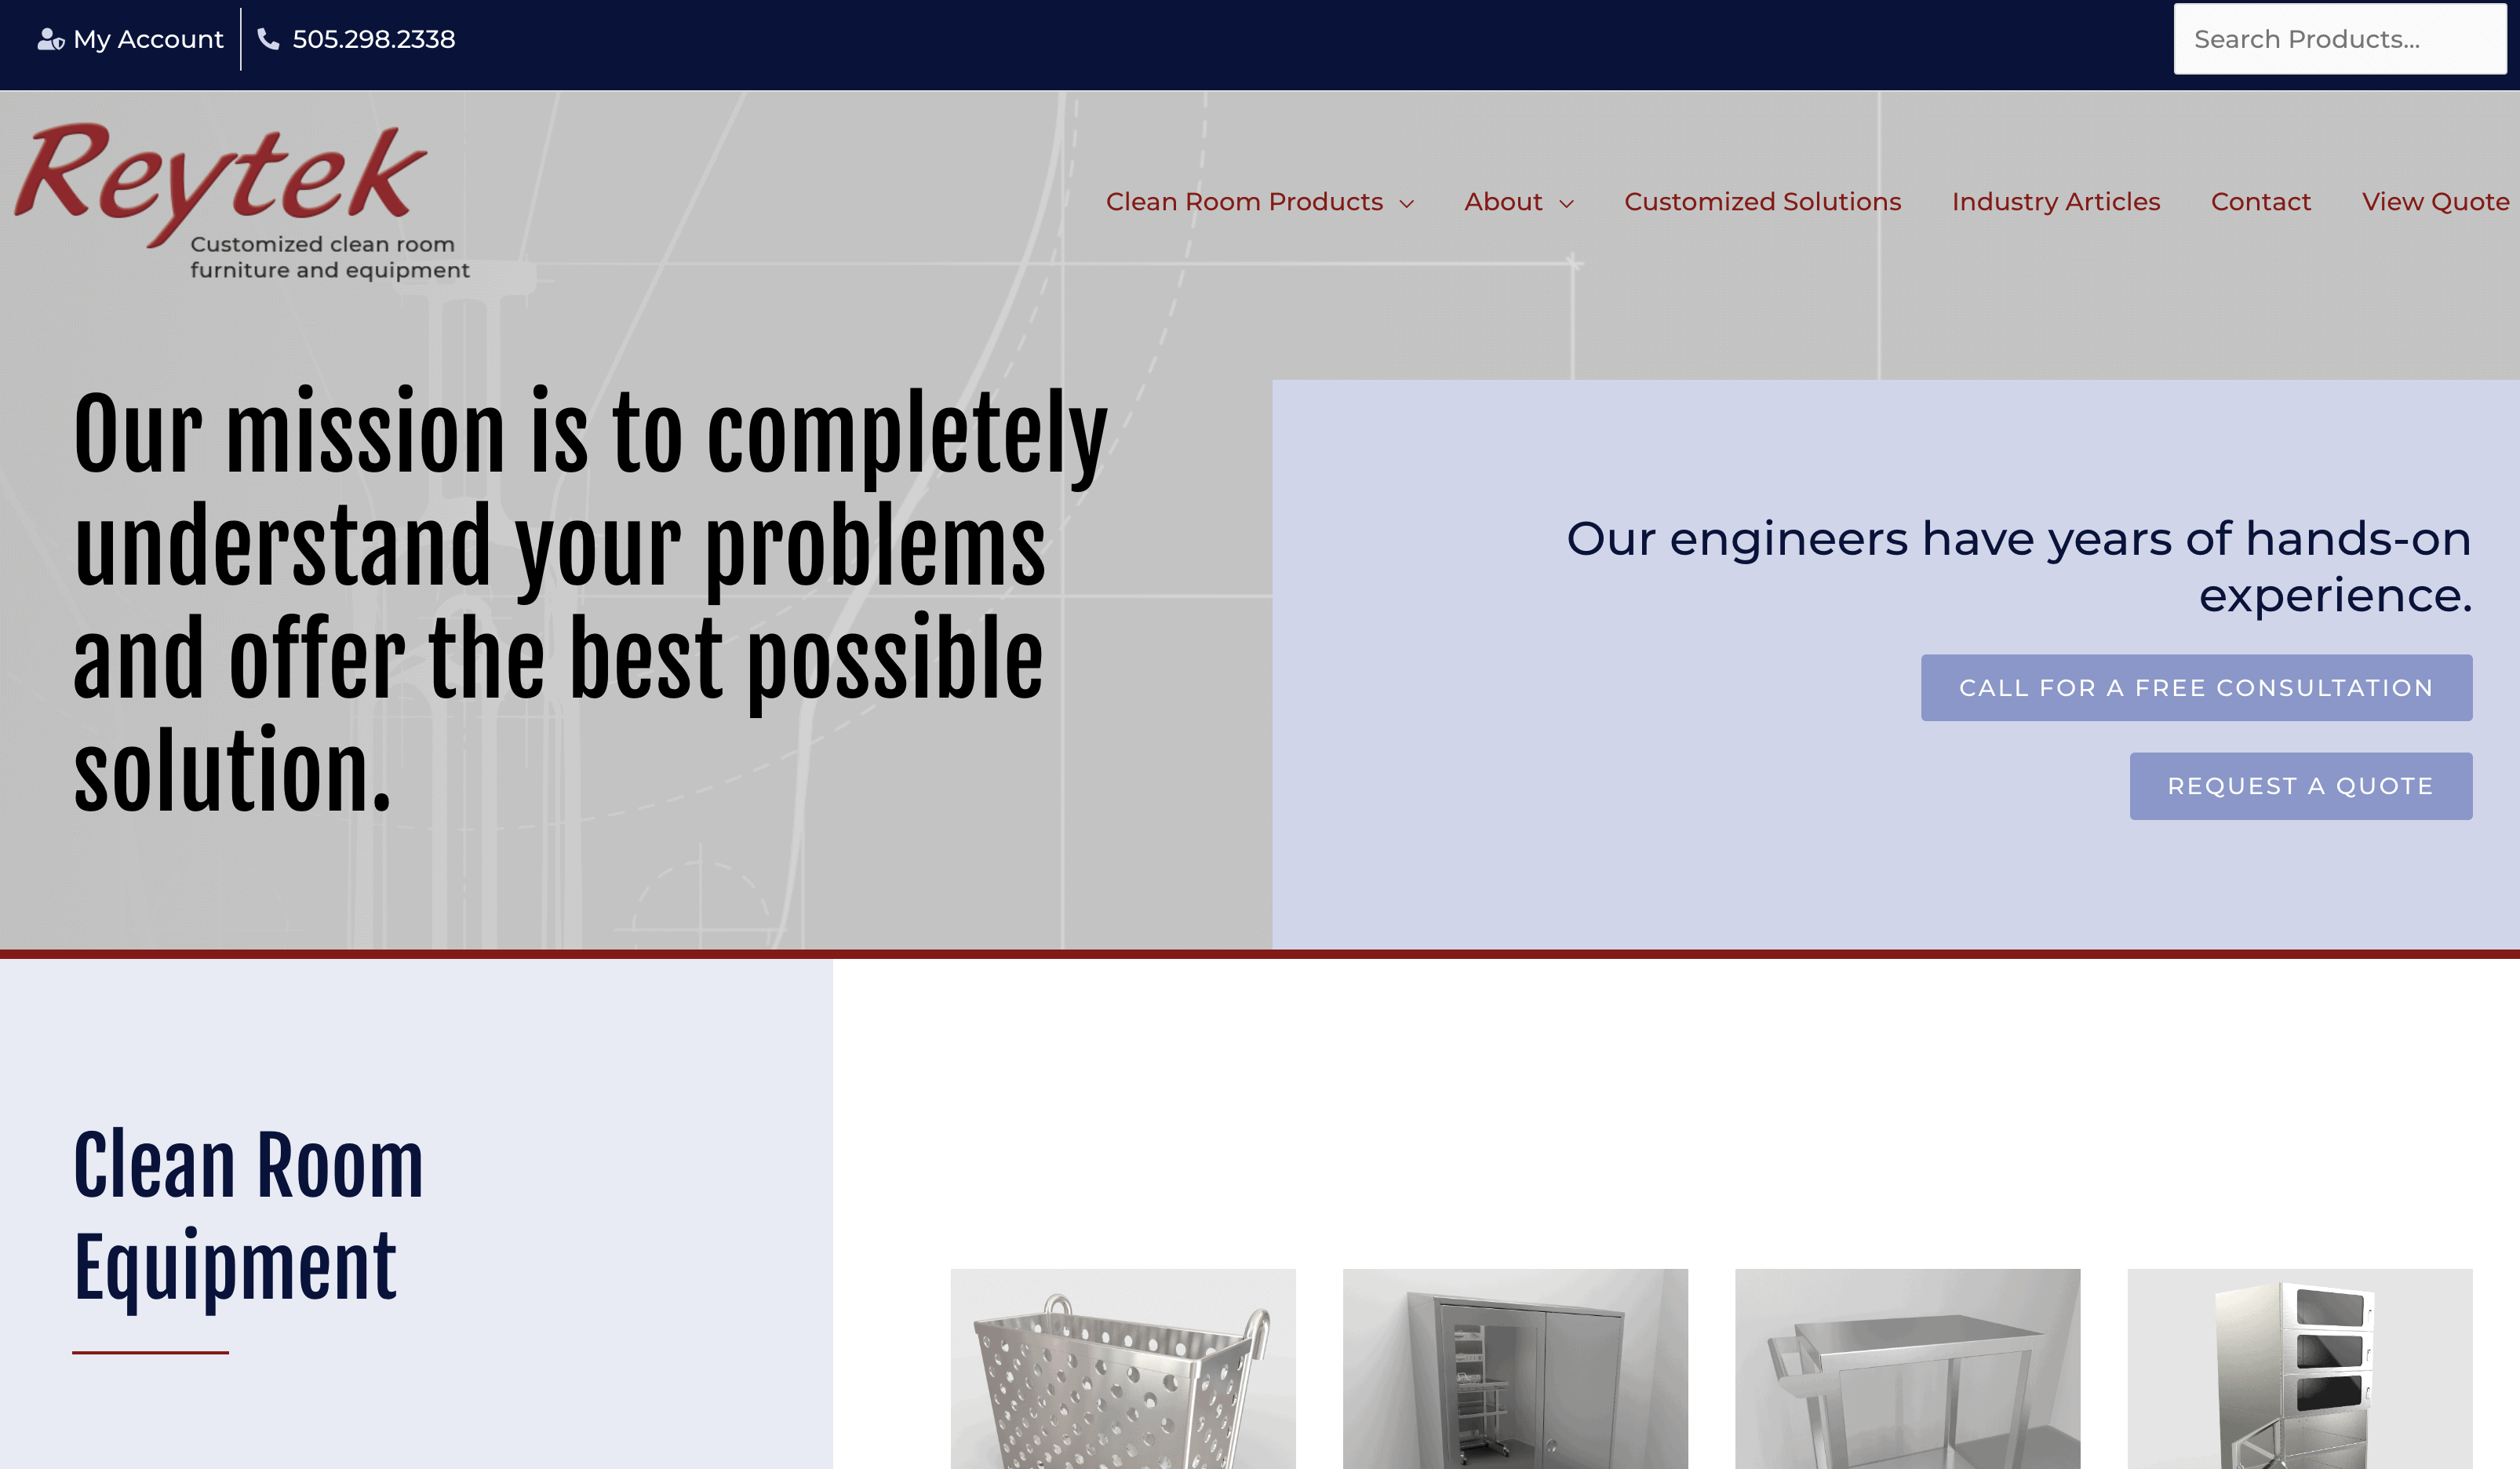 My Account
505.298.2338
Search Products...
Reytek
Customized clean room
furniture and equipment
Clean Room Products
About
Customized Solutions
Industry Articles
Contact
View Quote
Our mission is to completely
understand your problems
and offer the best possible
solution.
Our engineers have years of hands-on
experience.
CALL FOR A FREE CONSULTATION
REQUEST A QUOTE
Clean Room
Equipment